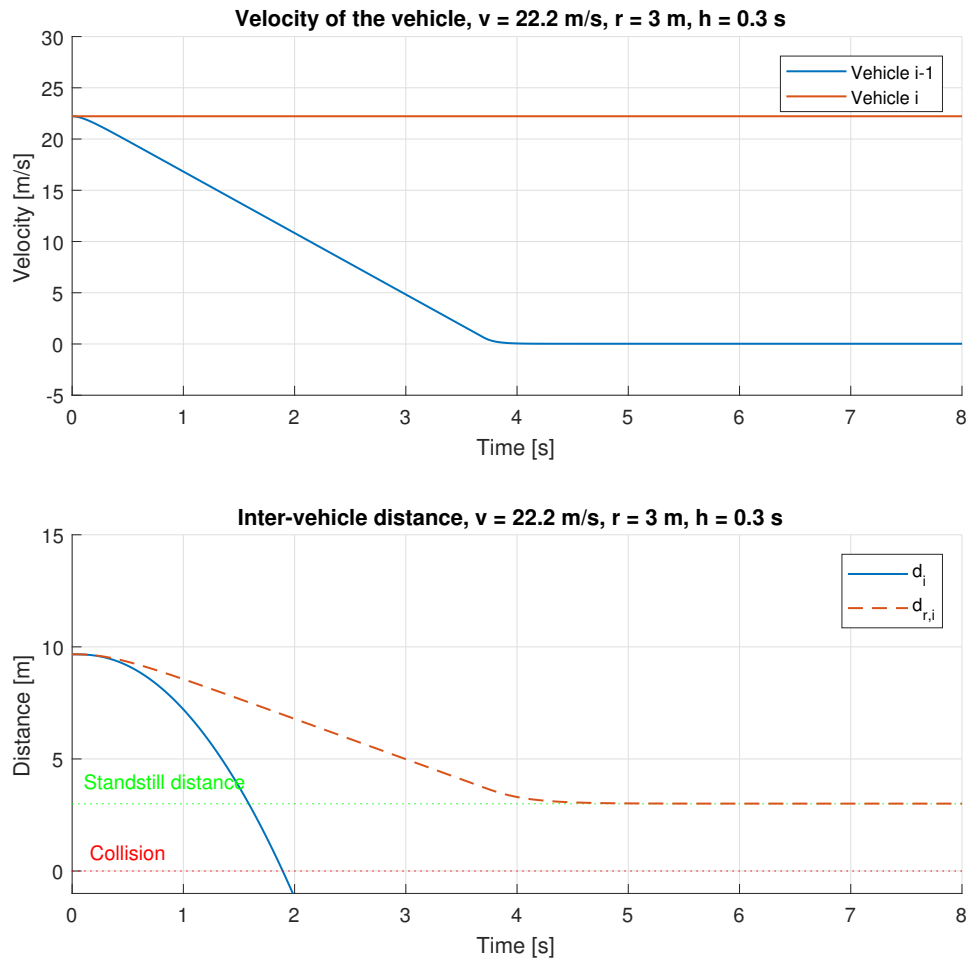 Velocity of the vehicle, v = 22.2 m/s, r = 3 m, h = 0.3 s
30
25
20
15
10
5
0
-5
Velocity [m/s]
Vehicle i-1
Vehicle i
0 1 2 3 4 5 6 7 8
Time [s]
Inter-vehicle distance, v = 22.2 m/s, r = 3 m, h = 0.3 s
15
10
5
0
Distance [m]
d_i
d_r,i
Standstill distance
Collision
0 1 2 3 4 5 6 7 8
Time [s]